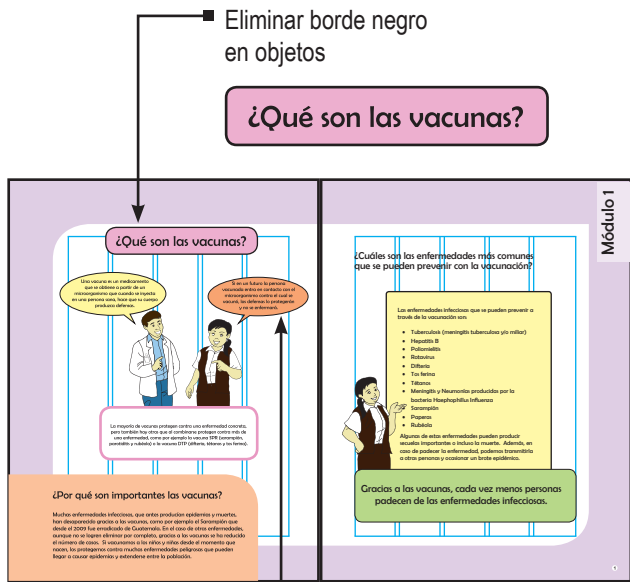 Eliminar borde negro
en objetos
¿Qué son las vacunas?
Módulo 1
¿Qué son las vacunas?
Una vacuna es un medicamento
que se obtiene a partir de un
microorganismo que cuando se inyecta
en una persona sana, hace que su cuerpo
produzca defensas.
Si en un futuro la persona
vacunada entra en contacto con el
microorganismo contra el cual se
vacunó, las defensas lo protegerán
y no se enfermará.
La mayoría de vacunas protegen contra una enfermedad concreta,
pero también hay otras que al combinarse protegen contra más de
una enfermedad, como por ejemplo la vacuna SPR (sarampión,
parotiditis y rubéola) o la vacuna DTP (difteria, tétanos y tos ferina).
¿Por qué son importantes las vacunas?
Muchas enfermedades infecciosas, que antes producían epidemias y muertes,
han desaparecido gracias a las vacunas, como por ejemplo el Sarampión que
desde el 2009 fue erradicado de Guatemala. En el caso de otras enfermedades,
aunque no se logren eliminar por completo, gracias a las vacunas se ha reducido
el número de casos. Si vacunamos a los niños y niñas desde el momento que
nacen, los protegemos contra muchas enfermedades peligrosas que pueden
llegar a causar epidemias y extenderse entre la población.
¿Cuáles son las enfermedades más comunes
que se pueden prevenir con la vacunación?
Las enfermedades infecciosas que se pueden prevenir a
través de la vacunación son:
• Tuberculosis (meningitis tuberculosa y/o miliar)
• Hepatitis B
• Poliomielitis
• Rotavirus
• Difteria
• Tos ferina
• Tétanos
• Meningitis y Neumonías producidas por la
bacteria Haephophillus Influenza
• Sarampión
• Paperas
• Rubéola
Algunas de estas enfermedades pueden producir
secuelas importantes o incluso la muerte. Además, en
caso de padecer la enfermedad, podemos transmitirla
a otras personas y ocasionar un brote epidémico.
Gracias a las vacunas, cada vez menos personas
padecen de las enfermedades infecciosas.